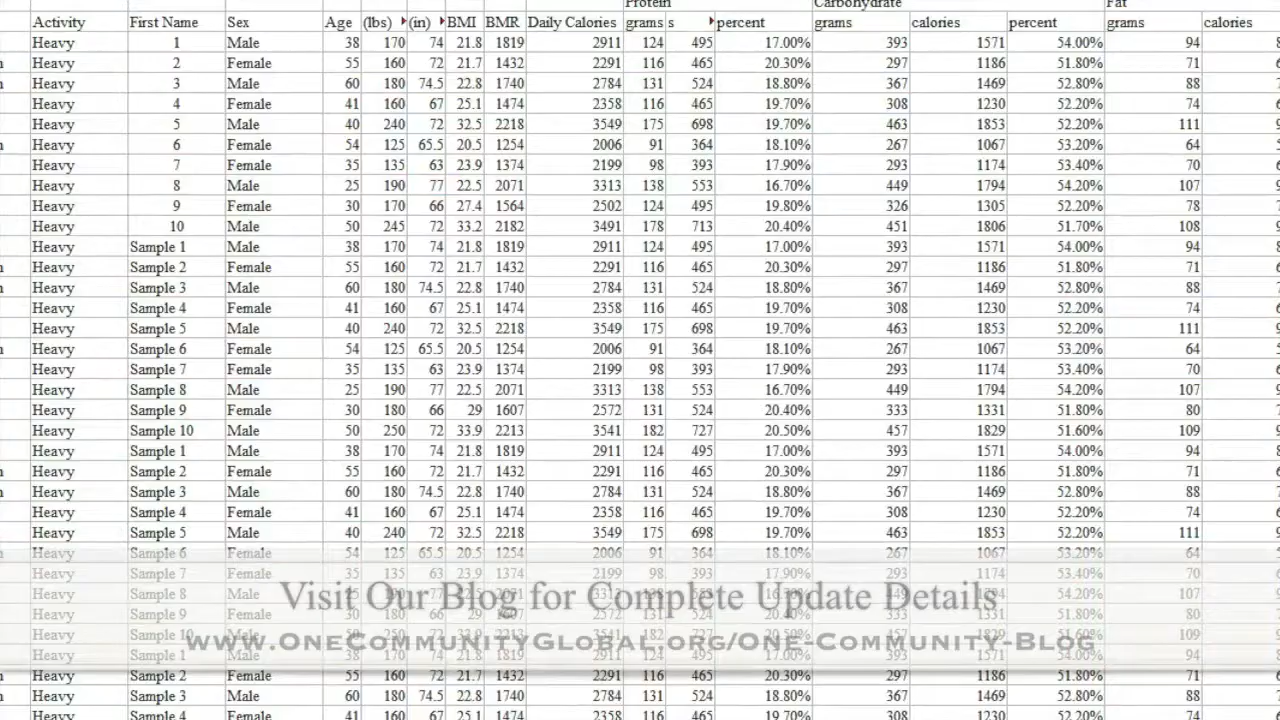 Protein Carbohydrate Fat
Activity First Name Sex Age (lbs) (in) BMI BMR Daily Calories grams s percent grams calories percent grams calories
Heavy 1 Male 38 170 74 21.8 1819 2911 124 495 17.00% 393 1571 54.00% 94
Heavy 2 Female 55 160 72 21.7 1432 2291 116 465 20.30% 297 1186 51.80% 71
Heavy 3 Male 60 180 74.5 22.8 1740 2784 131 524 18.80% 367 1469 52.80% 88
Heavy 4 Female 41 160 67 25.1 1474 2358 116 465 19.70% 308 1230 52.20% 74
Heavy 5 Male 40 240 72 32.5 2218 3549 175 698 19.70% 463 1853 52.20% 111
Heavy 6 Female 54 125 65.5 20.5 1254 2006 91 364 18.10% 267 1067 53.20% 64
Heavy 7 Female 35 135 63 23.9 1374 2199 98 393 17.90% 293 1174 53.40% 70
Heavy 8 Male 25 190 77 22.5 2071 3313 138 553 16.70% 449 1794 54.20% 107
Heavy 9 Female 30 170 66 27.4 1564 2502 124 495 19.80% 326 1305 52.20% 78
Heavy 10 Male 50 245 72 33.2 2182 3491 178 713 20.40% 451 1806 51.70% 108
Heavy Sample 1 Male 38 170 74 21.8 1819 2911 124 495 17.00% 393 1571 54.00% 94
Heavy Sample 2 Female 55 160 72 21.7 1432 2291 116 465 20.30% 297 1186 51.80% 71
Heavy Sample 3 Male 60 180 74.5 22.8 1740 2784 131 524 18.80% 367 1469 52.80% 88
Heavy Sample 4 Female 41 160 67 25.1 1474 2358 116 465 19.70% 308 1230 52.20% 74
Heavy Sample 5 Male 40 240 72 32.5 2218 3549 175 698 19.70% 463 1853 52.20% 111
Heavy Sample 6 Female 54 125 65.5 20.5 1254 2006 91 364 18.10% 267 1067 53.20% 64
Heavy Sample 7 Female 35 135 63 23.9 1374 2199 98 393 17.90% 293 1174 53.40% 70
Heavy Sample 8 Male 25 190 77 22.5 2071 3313 138 553 16.70% 449 1794 54.20% 107
Heavy Sample 9 Female 30 180 66 29 1607 2572 131 524 20.40% 333 1331 51.80% 80
Heavy Sample 10 Male 50 250 72 33.9 2213 3541 182 727 20.50% 457 1829 51.60% 109
Heavy Sample 1 Male 38 170 74 21.8 1819 2911 124 495 17.00% 393 1571 54.00% 94
Heavy Sample 2 Female 55 160 72 21.7 1432 2291 116 465 20.30% 297 1186 51.80% 71
Heavy Sample 3 Male 60 180 74.5 22.8 1740 2784 131 524 18.80% 367 1469 52.80% 88
Heavy Sample 4 Female 41 160 67 25.1 1474 2358 116 465 19.70% 308 1230 52.20% 74
Heavy Sample 5 Male 40 240 72 32.5 2218 3549 175 698 19.70% 463 1853 52.20% 111
Heavy Sample 6 Female 54 125 65.5 20.5 1254 2006 91 364 18.10% 267 1067 53.20% 64
Heavy Sample 7 Female 35 135 63 23.9 1374 2199 98 393 17.90% 293 1174 53.40% 70
Heavy Sample 8 Male 54.20% 107
Visit Our Blog for Complete Update Details
Heavy Sample 9 Female 30 180 66 29 524 333 1331 51.80% 80
Heavy Sample 10 182 109
www.OneCommunityGlobal.org/One-Community-Blog
Heavy Sample 1 Male 38 170 74 21.8 1819 2911 124 495 17.00% 393 1571 54.00% 94
Heavy Sample 2 Female 55 160 72 21.7 1432 2291 116 465 20.30% 297 1186 51.80% 71
Heavy Sample 3 Male 60 180 74.5 22.8 1740 2784 131 524 18.80% 367 1469 52.80% 88
Heavy Sample 4 Female 41 160 67 25.1 1474 2358 116 465 19.70% 308 1230 52.20% 74